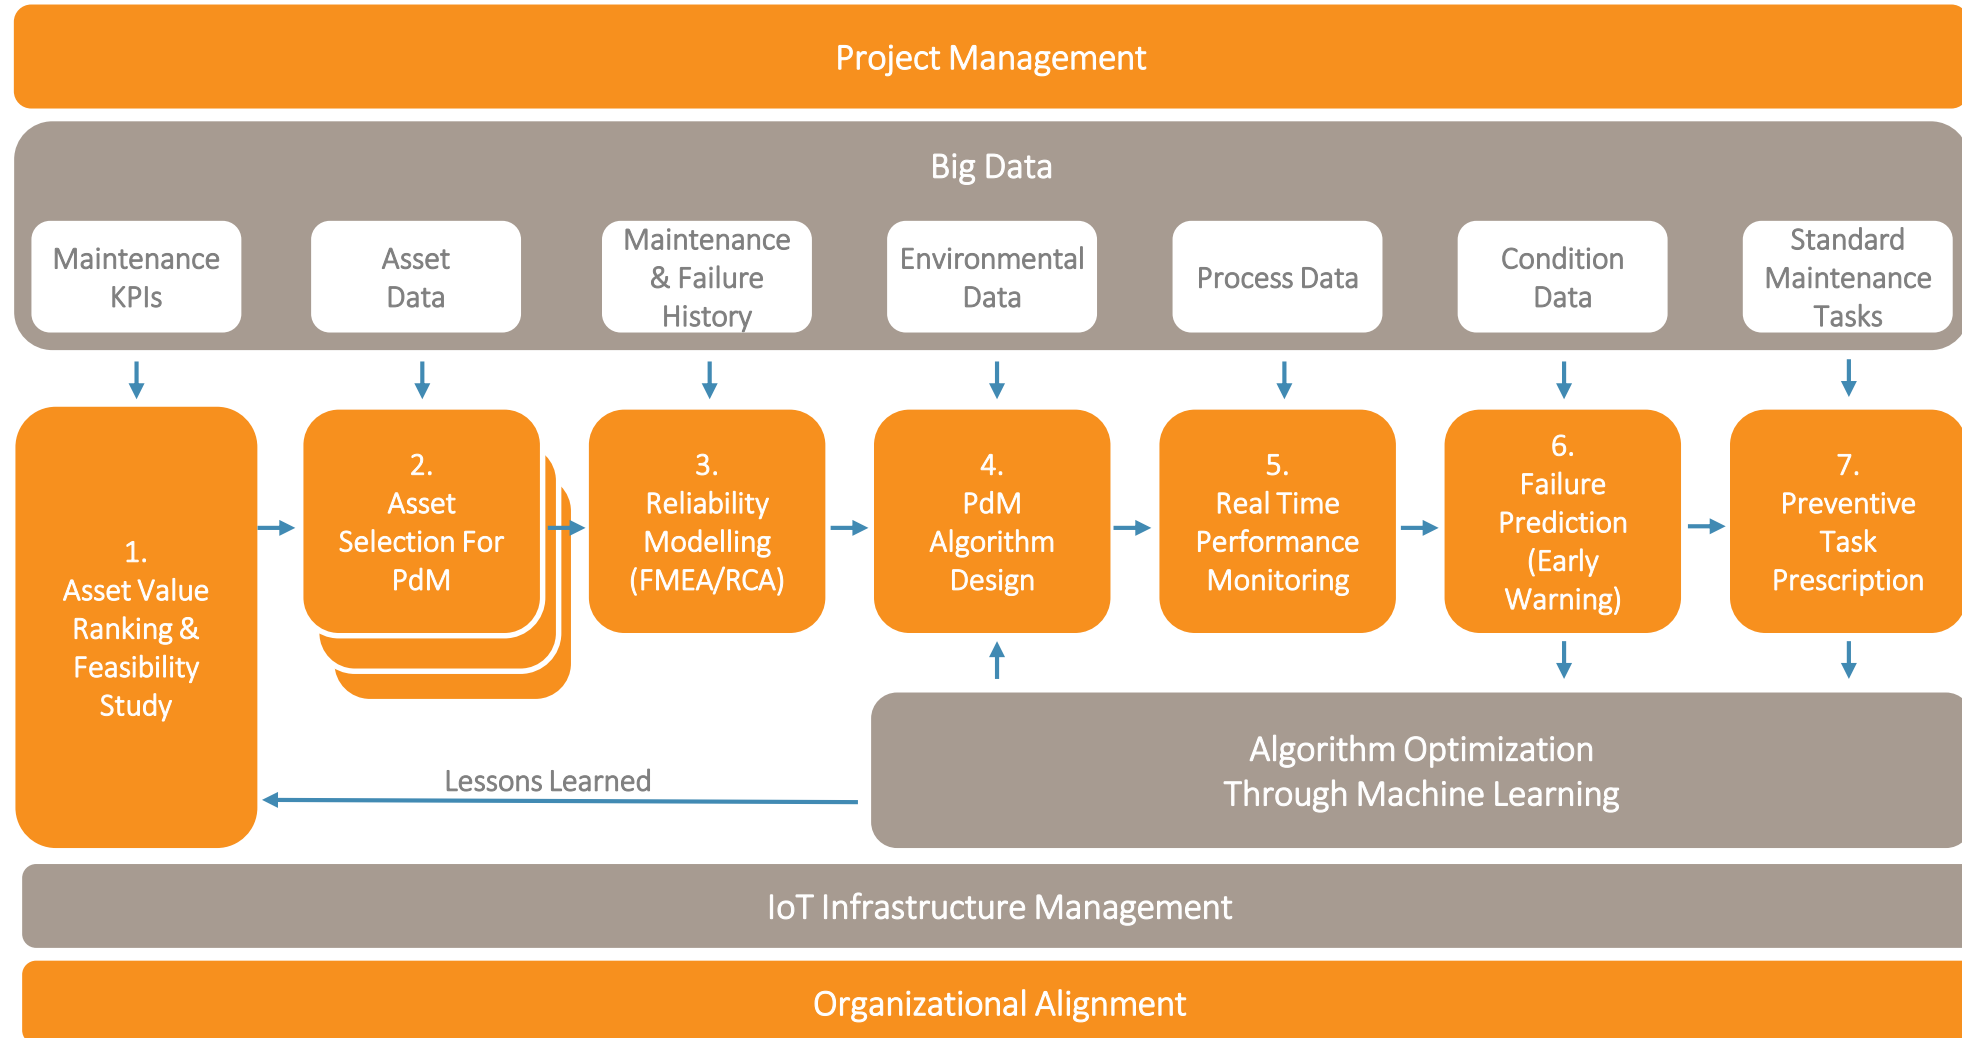 Project Management
Big Data
Maintenance
KPIs
Asset
Data
Maintenance
& Failure
History
Environmental
Data
Process Data
Condition
Data
Standard
Maintenance
Tasks
1.
Asset Value
Ranking &
Feasibility
Study
2.
Asset
Selection For
PdM
3.
Reliability
Modelling
(FMEA/RCA)
4.
PdM
Algorithm
Design
5.
Real Time
Performance
Monitoring
6.
Failure
Prediction
(Early
Warning)
7.
Preventive
Task
Prescription
Lessons Learned
Algorithm Optimization
Through Machine Learning
IoT Infrastructure Management
Organizational Alignment